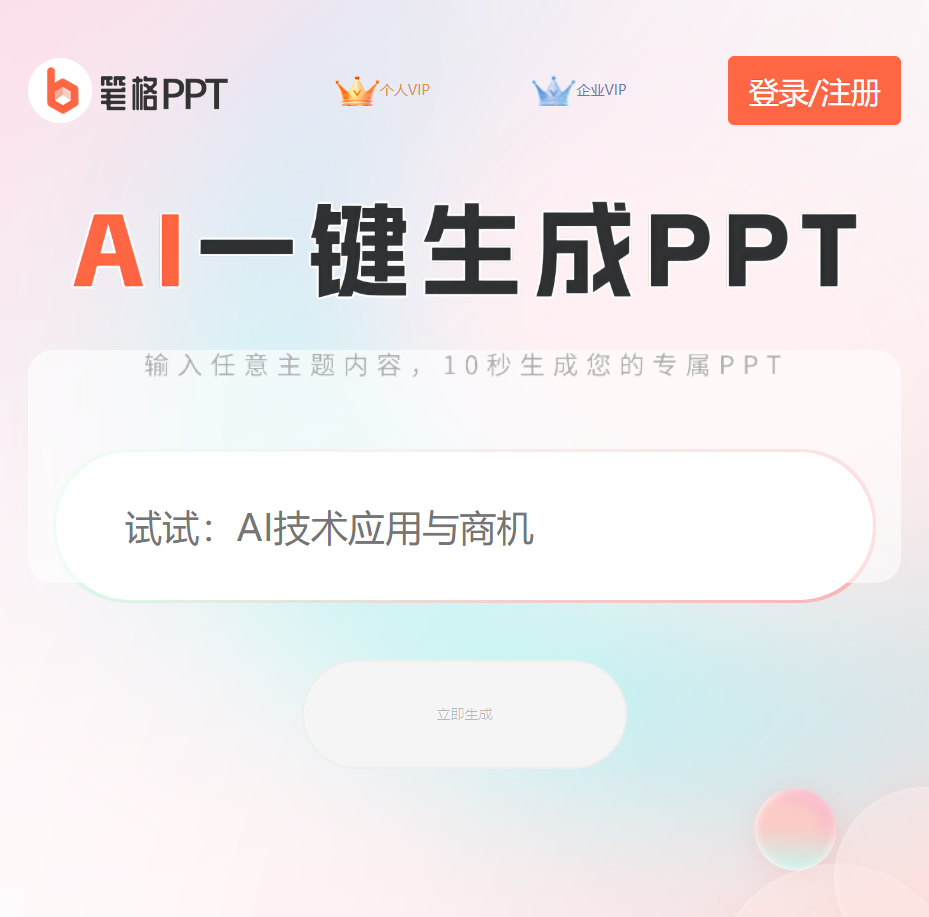 笔格PPT
个人VIP
企业VIP
登录/注册
AI一键生成PPT
输入任意主题内容，10秒生成您的专属PPT
试试：AI技术应用与商机
立即生成